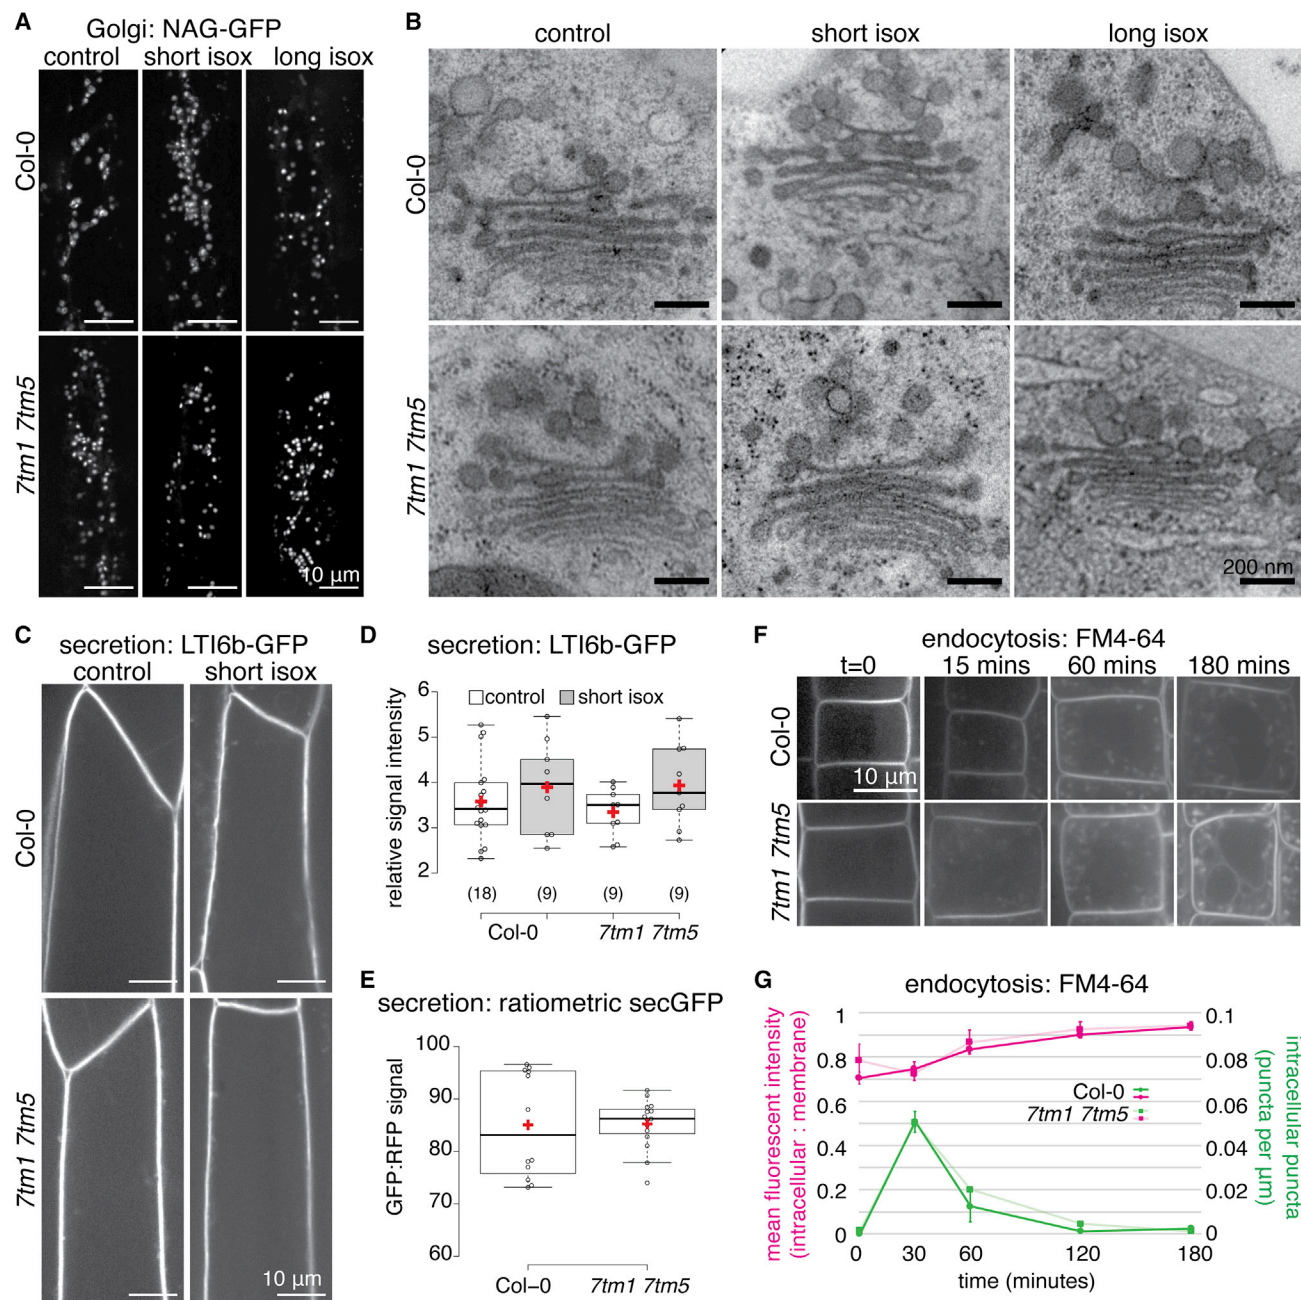 A
Golgi: NAG-GFP
control short isox long isox
Col-0
7tm1 7tm5
10 µm
B
control short isox long isox
Col-0
7tm1 7tm5
200 nm
C
secretion: LTI6b-GFP
control short isox
Col-0
7tm1 7tm5
10 µm
D
secretion: LTI6b-GFP
relative signal intensity
6
5
4
3
2
control short isox
(18) (9) (9) (9)
Col-0 7tm1 7tm5
E
secretion: ratiometric secGFP
GFP:RFP signal
100
90
80
70
60
Col–0 7tm1 7tm5
F
endocytosis: FM4-64
t=0 15 mins 60 mins 180 mins
Col-0
10 µm
7tm1 7tm5
G
endocytosis: FM4-64
mean fluorescent intensity
(intracellular : membrane)
1
0.8
0.6
0.4
0.2
0
Col-0
7tm1 7tm5
0.1
0.08
0.06
0.04
0.02
0
intracellular puncta
(puncta per µm)
0 30 60 120 180
time (minutes)